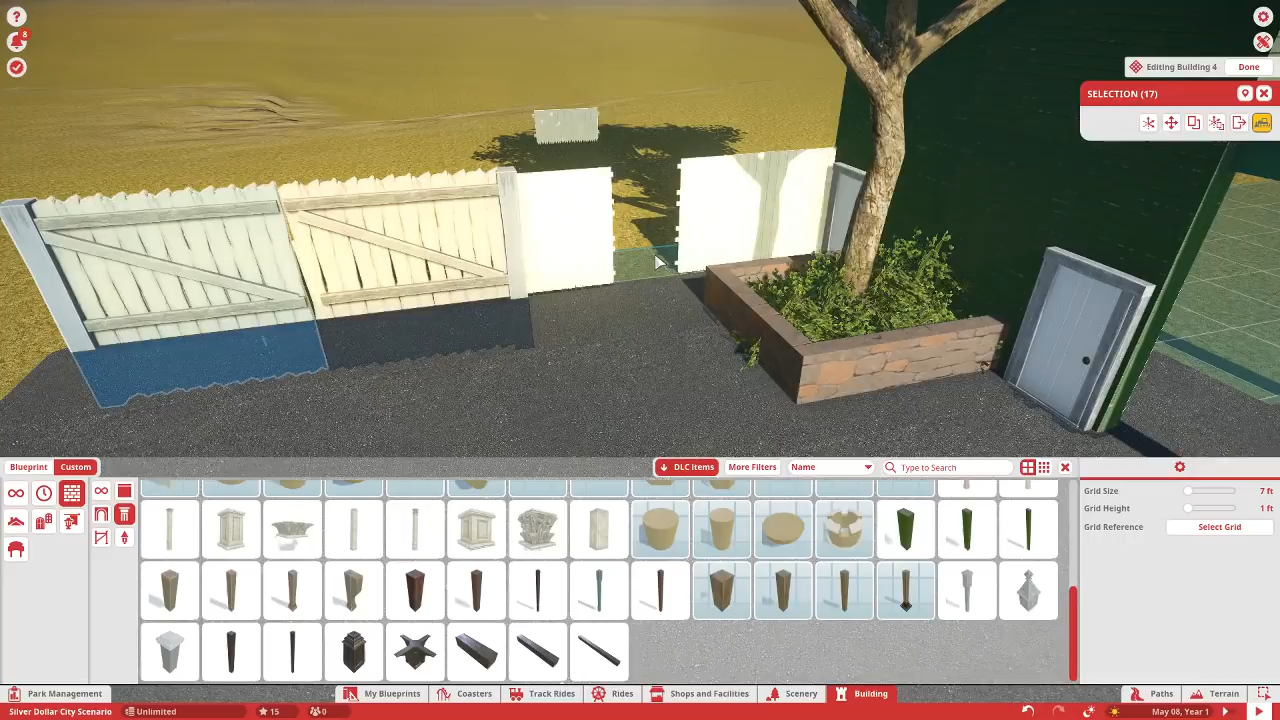 ?
8
Editing Building 4 Done
SELECTION (17)
Blueprint Custom DLC Items More Filters Name Type to Search
Grid Size 7 ft
Grid Height 1 ft
Grid Reference Select Grid
Park Management My Blueprints Coasters Track Rides Rides Shops and Facilities Scenery Building Paths Terrain
Silver Dollar City Scenario Unlimited 15 0 May 08, Year 1